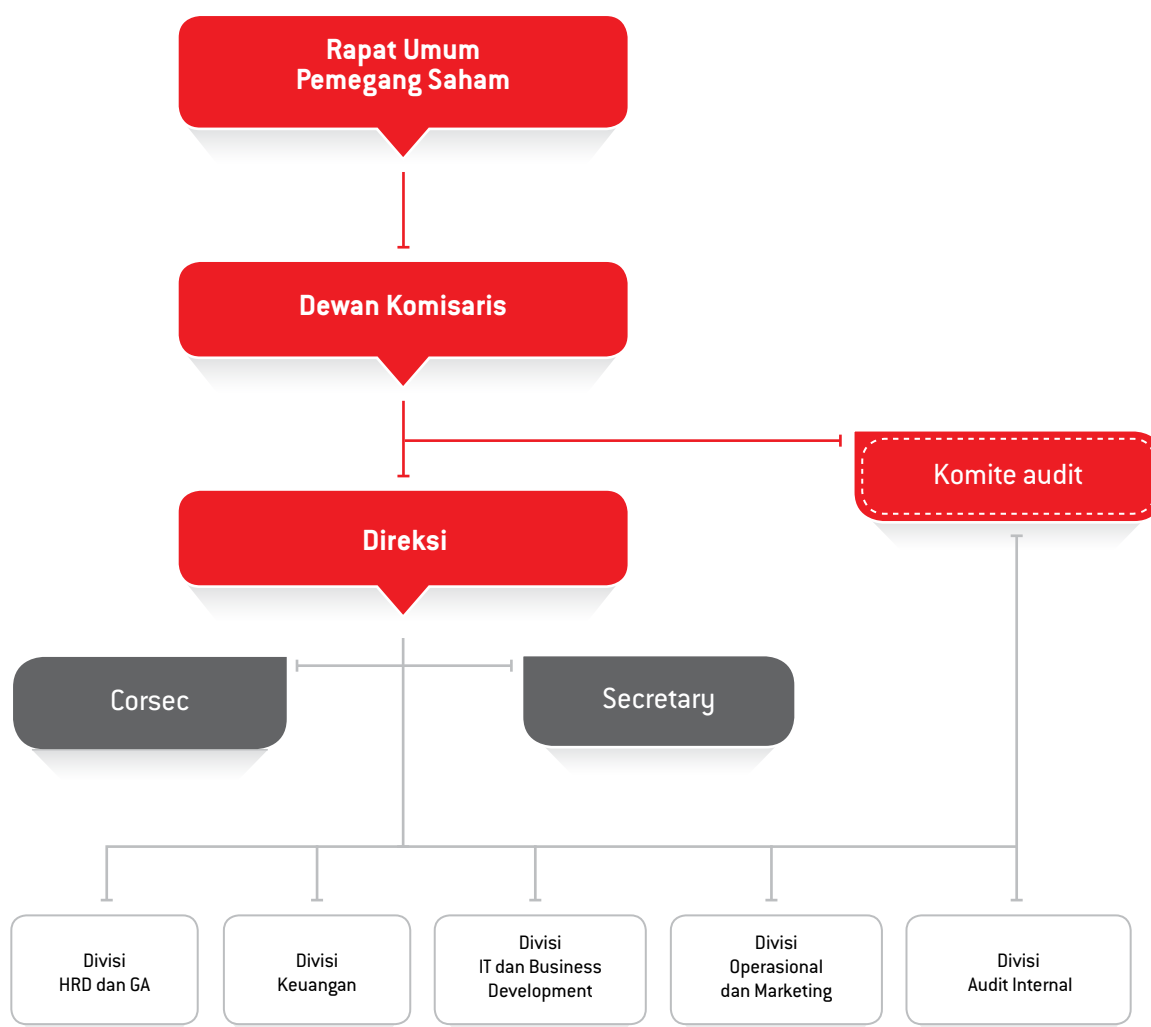 Rapat Umum
Pemegang Saham
Dewan Komisaris
Komite audit
Direksi
Corsec
Secretary
Divisi
HRD dan GA
Divisi
Keuangan
Divisi
IT dan Business
Development
Divisi
Operasional
dan Marketing
Divisi
Audit Internal